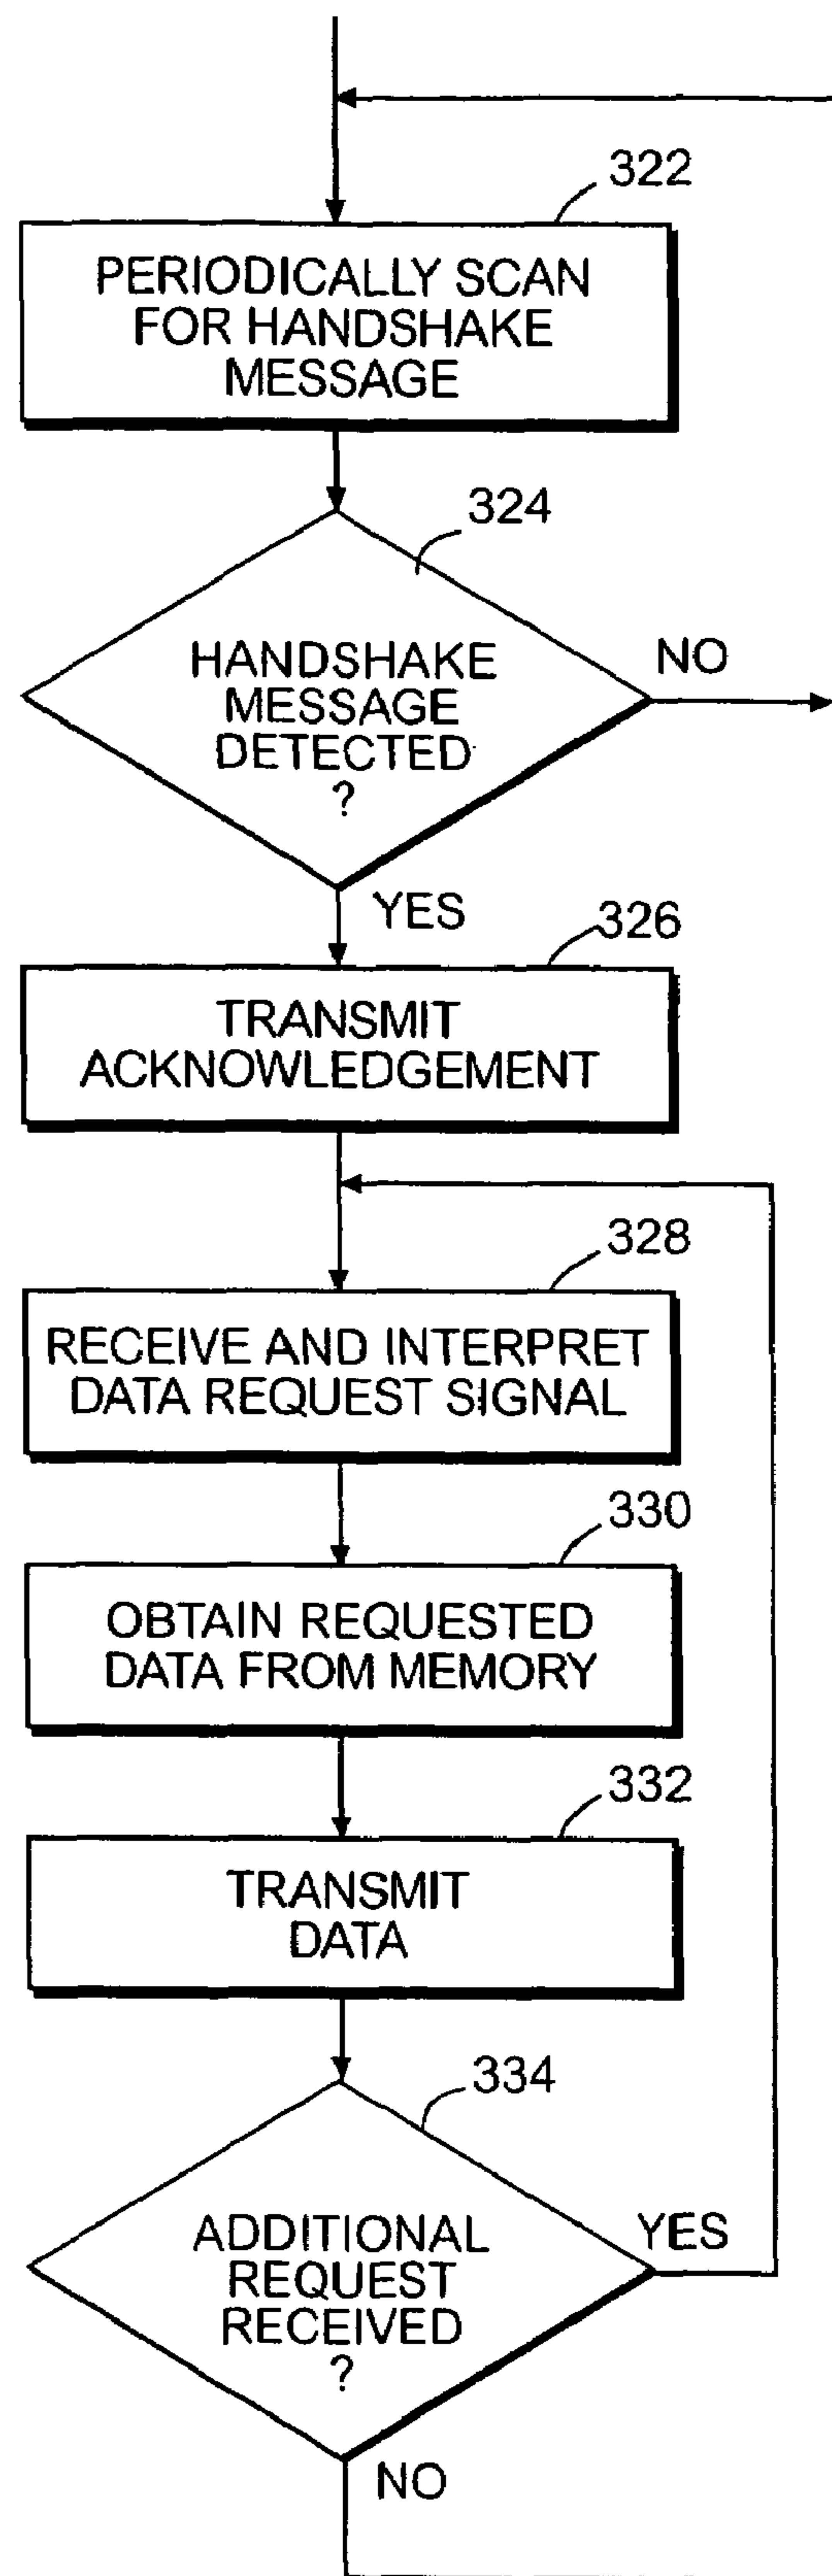 322
PERIODICALLY SCAN
FOR HANDSHAKE
MESSAGE
324
HANDSHAKE
MESSAGE
DETECTED
?
NO
YES
326
TRANSMIT
ACKNOWLEDGEMENT
328
RECEIVE AND INTERPRET
DATA REQUEST SIGNAL
330
OBTAIN REQUESTED
DATA FROM MEMORY
332
TRANSMIT
DATA
334
ADDITIONAL
REQUEST
RECEIVED
?
YES
NO